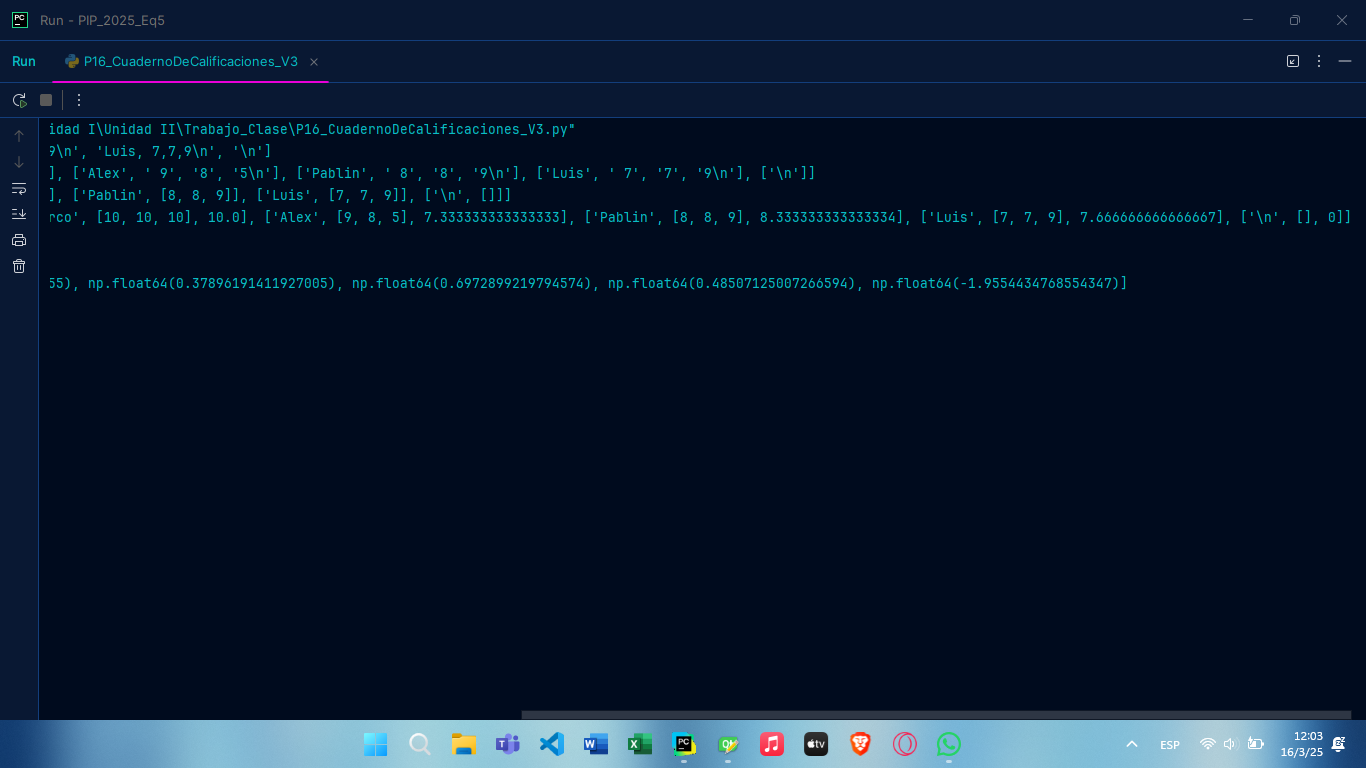 PC
Run - PIP_2025_Eq5
Run
P16_CuadernoDeCalificaciones_V3
idad I\Unidad II\Trabajo_Clase\P16_CuadernoDeCalificaciones_V3.py"
9\n', 'Luis, 7,7,9\n', '\n']
], ['Alex', ' 9', '8', '5\n'], ['Pablin', ' 8', '8', '9\n'], ['Luis', ' 7', '7', '9\n'], ['\n']]
], ['Pablin', [8, 8, 9]], ['Luis', [7, 7, 9]], ['\n', []]]
rco', [10, 10, 10], 10.0], ['Alex', [9, 8, 5], 7.333333333333333], ['Pablin', [8, 8, 9], 8.333333333333334], ['Luis', [7, 7, 9], 7.666666666666667], ['\n', [], 0]]
55), np.float64(0.37896191411927005), np.float64(0.6972899219794574), np.float64(0.48507125007266594), np.float64(-1.9554434768554347)]
T
W
X
PC
Qt
tv
ESP
12:03
16/3/25